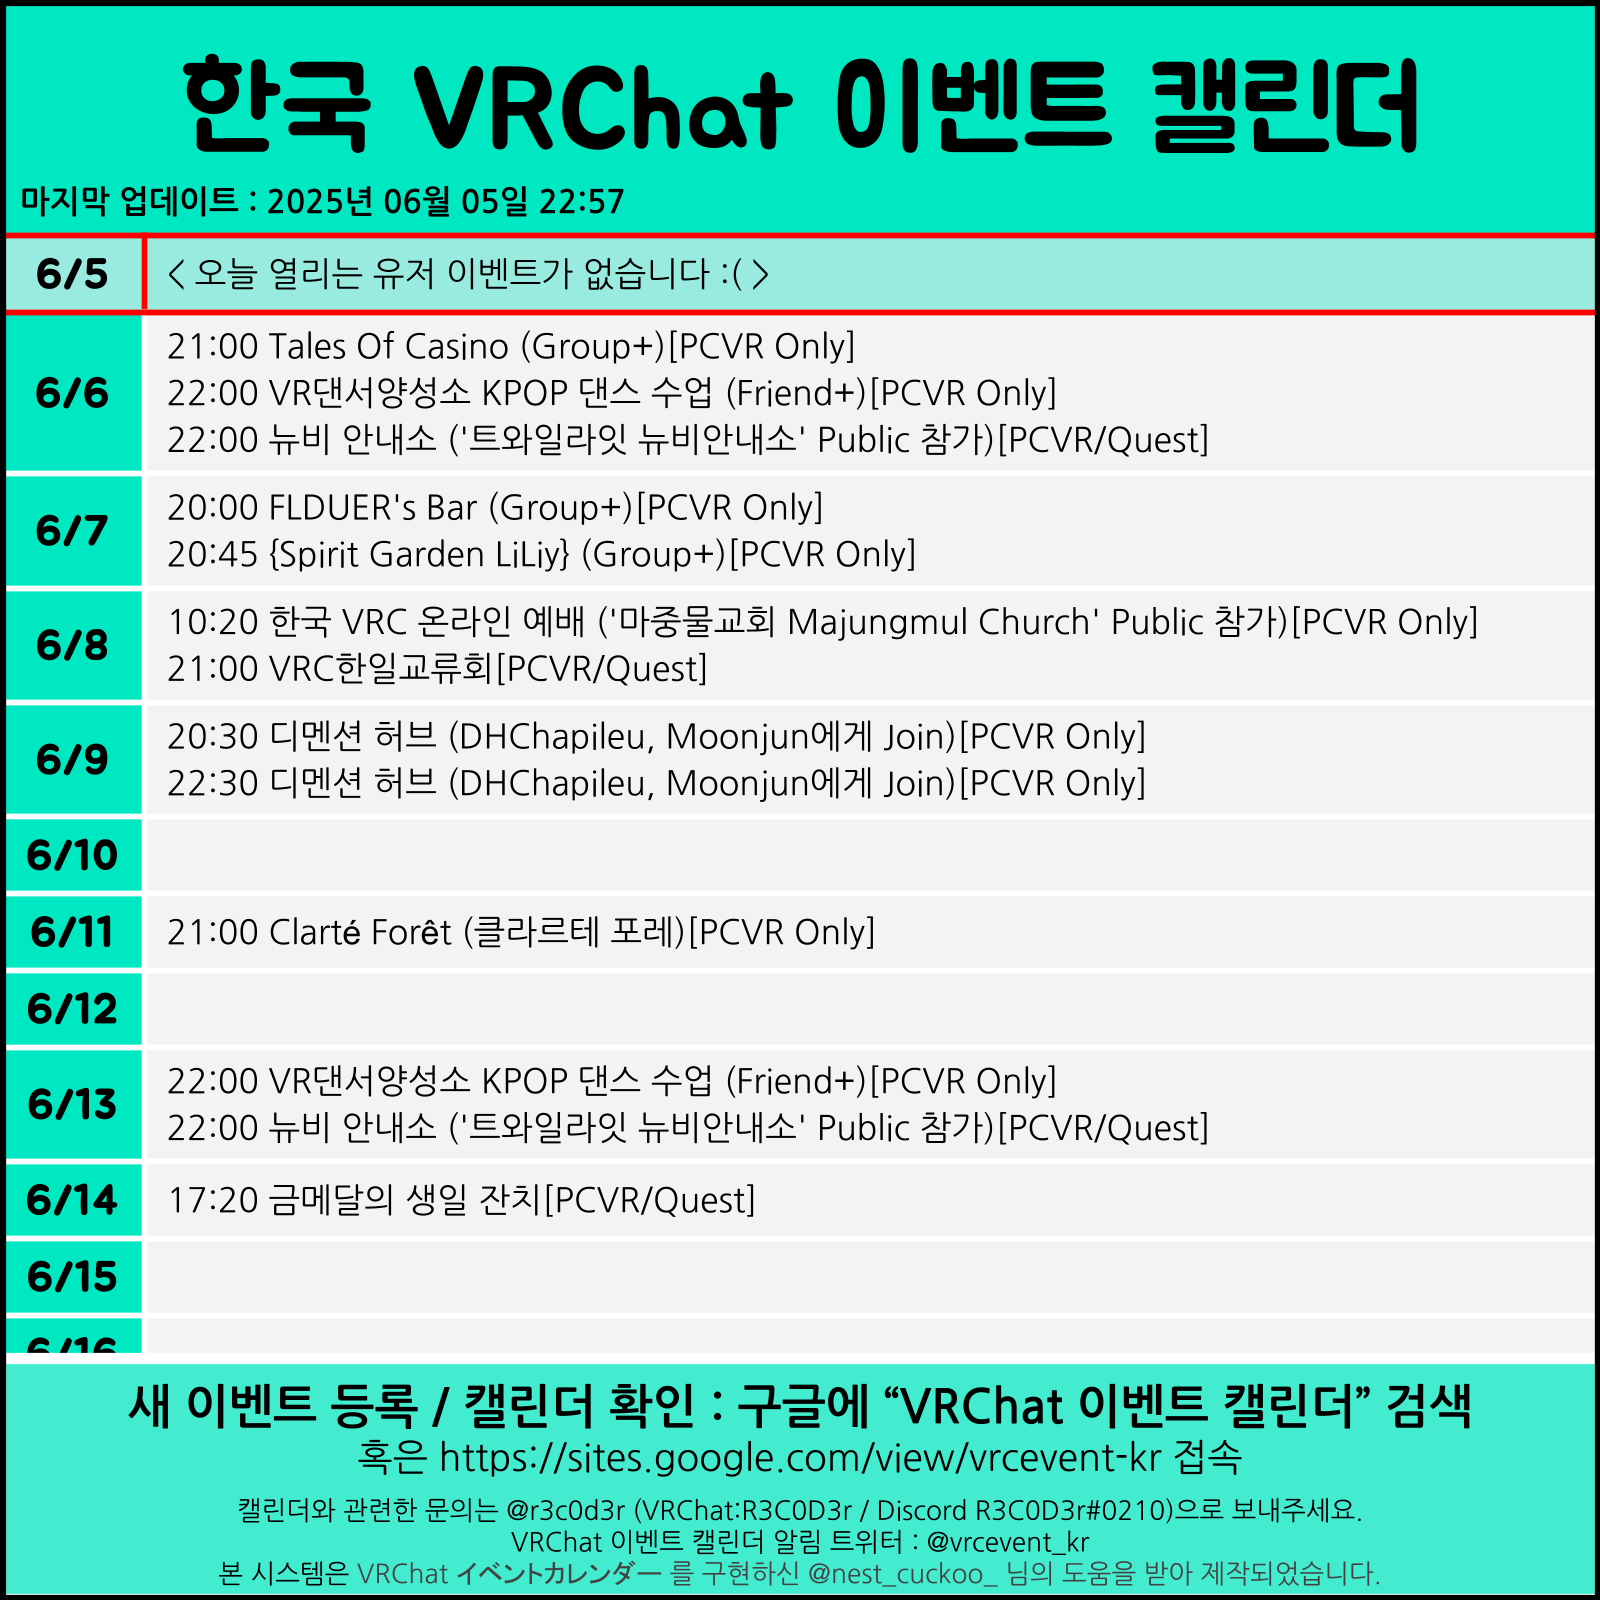 한국 VRChat 이벤트 캘린더
마지막 업데이트 : 2025년 06월 05일 22:57
6/5
< 오늘 열리는 유저 이벤트가 없습니다 :( >
6/6
21:00 Tales Of Casino (Group+)[PCVR Only]
22:00 VR댄서양성소 KPOP 댄스 수업 (Friend+)[PCVR Only]
22:00 뉴비 안내소 ('트와일라잇 뉴비안내소' Public 참가)[PCVR/Quest]
6/7
20:00 FLDUER's Bar (Group+)[PCVR Only]
20:45 {Spirit Garden LiLiy} (Group+)[PCVR Only]
6/8
10:20 한국 VRC 온라인 예배 ('마중물교회 Majungmul Church' Public 참가)[PCVR Only]
21:00 VRC한일교류회[PCVR/Quest]
6/9
20:30 디멘션 허브 (DHChapileu, Moonjun에게 Join)[PCVR Only]
22:30 디멘션 허브 (DHChapileu, Moonjun에게 Join)[PCVR Only]
6/10
6/11
21:00 Clarté Forêt (클라르테 포레)[PCVR Only]
6/12
6/13
22:00 VR댄서양성소 KPOP 댄스 수업 (Friend+)[PCVR Only]
22:00 뉴비 안내소 ('트와일라잇 뉴비안내소' Public 참가)[PCVR/Quest]
6/14
17:20 금메달의 생일 잔치[PCVR/Quest]
6/15
6/16
새 이벤트 등록 / 캘린더 확인 : 구글에 “VRChat 이벤트 캘린더” 검색
혹은 https://sites.google.com/view/vrcevent-kr 접속
캘린더와 관련한 문의는 @r3c0d3r (VRChat:R3C0D3r / Discord R3C0D3r#0210)으로 보내주세요.
VRChat 이벤트 캘린더 알림 트위터 : @vrcevent_kr
본 시스템은 VRChat イベントカレンダー 를 구현하신 @nest_cuckoo_ 님의 도움을 받아 제작되었습니다.